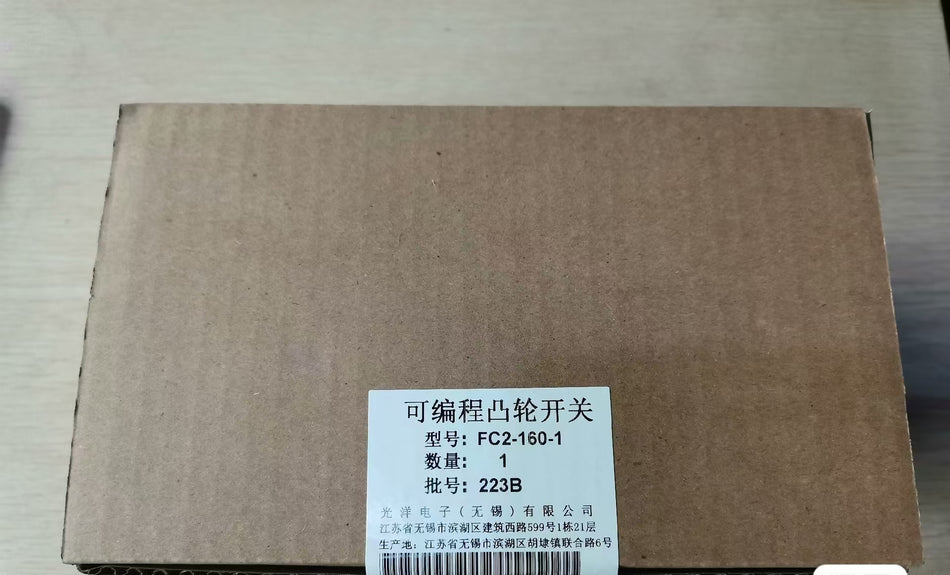 可编程凸轮开关
型号: FC2-160-1
数量: 1
批号: 223B
光洋电子(无锡)有限公司
江苏省无锡市滨湖区建筑西路599号1栋21层
生产地: 江苏省无锡市滨湖区胡埭镇联合路6号